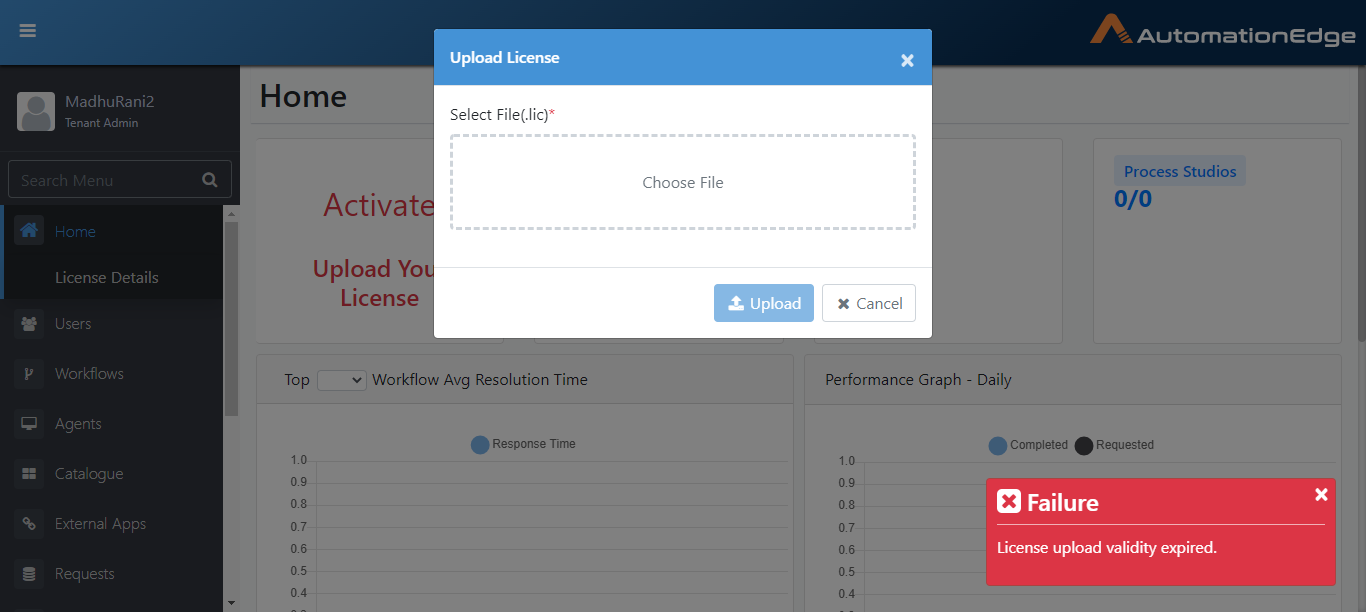 AutomationEdge
Upload License
×
MadhuRani2
Tenant Admin
Home
Select File(.lic)*
Choose File
Search Menu
Process Studios
0/0
Activate
Home
Upload You
License
License Details
Upload
Cancel
Users
Workflows
Top
Workflow Avg Resolution Time
Performance Graph - Daily
Agents
Response Time
Completed
Requested
1.0
0.9
0.8
0.7
0.6
0.5
0.4
1.0
0.9
0.8
0.7
0.6
0.5
0.4
Catalogue
External Apps
Requests
Failure
×
License upload validity expired.